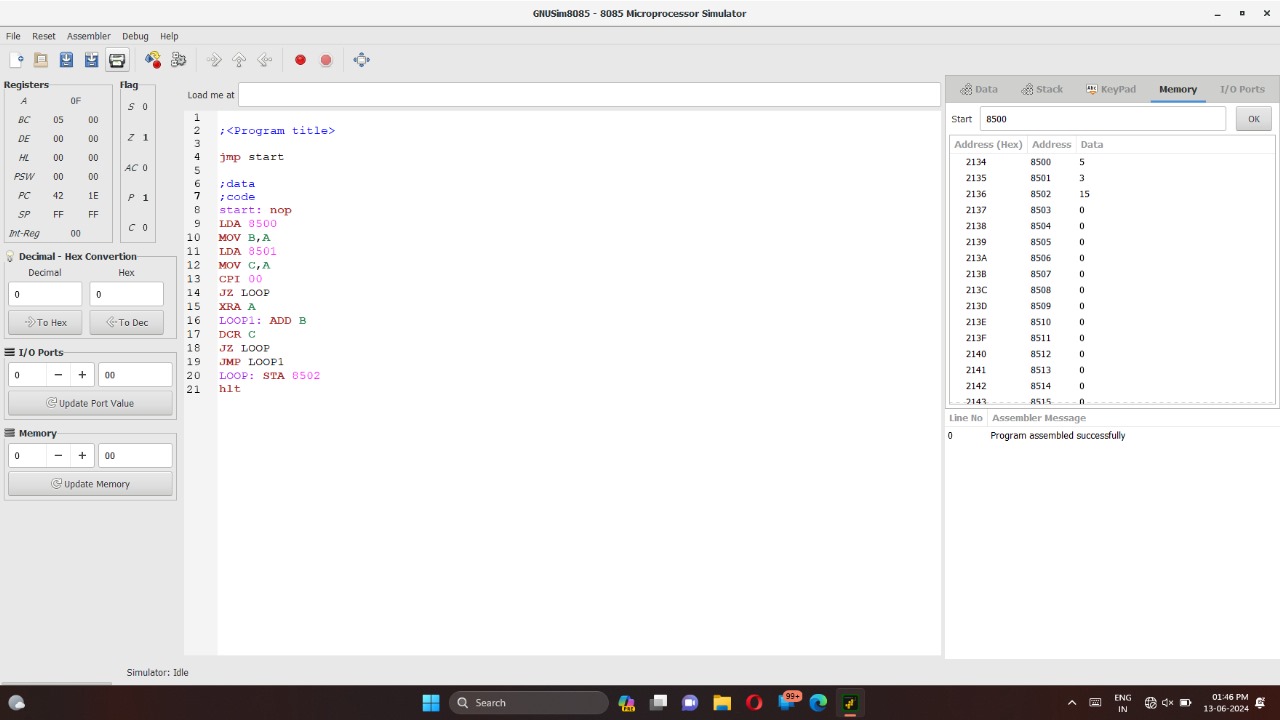 GNUSim8085 - 8085 Microprocessor Simulator
File Reset Assembler Debug Help
Registers
A 0F
BC 05 00
DE 00 00
HL 00 00
PSW 00 00
PC 42 1E
SP FF FF
Int-Reg 00
Flag
S 0
Z 1
AC 0
P 1
C 0
Decimal - Hex Convertion
Decimal Hex
0 0
To Hex To Dec
I/O Ports
0 − + 00
Update Port Value
Memory
0 − + 00
Update Memory
Load me at
1
2 ;<Program title>
3
4 jmp start
5
6 ;data
7 ;code
8 start: nop
9 LDA 8500
10 MOV B,A
11 LDA 8501
12 MOV C,A
13 CPI 00
14 JZ LOOP
15 XRA A
16 LOOP1: ADD B
17 DCR C
18 JZ LOOP
19 JMP LOOP1
20 LOOP: STA 8502
21 hlt
Data Stack KeyPad Memory I/O Ports
Start 8500 OK
Address (Hex) Address Data
2134 8500 5
2135 8501 3
2136 8502 15
2137 8503 0
2138 8504 0
2139 8505 0
213A 8506 0
213B 8507 0
213C 8508 0
213D 8509 0
213E 8510 0
213F 8511 0
2140 8512 0
2141 8513 0
2142 8514 0
2143 8515 0
Line No Assembler Message
0 Program assembled successfully
Simulator: Idle
Search
PRE
99+
ENG
IN
01:46 PM
13-06-2024